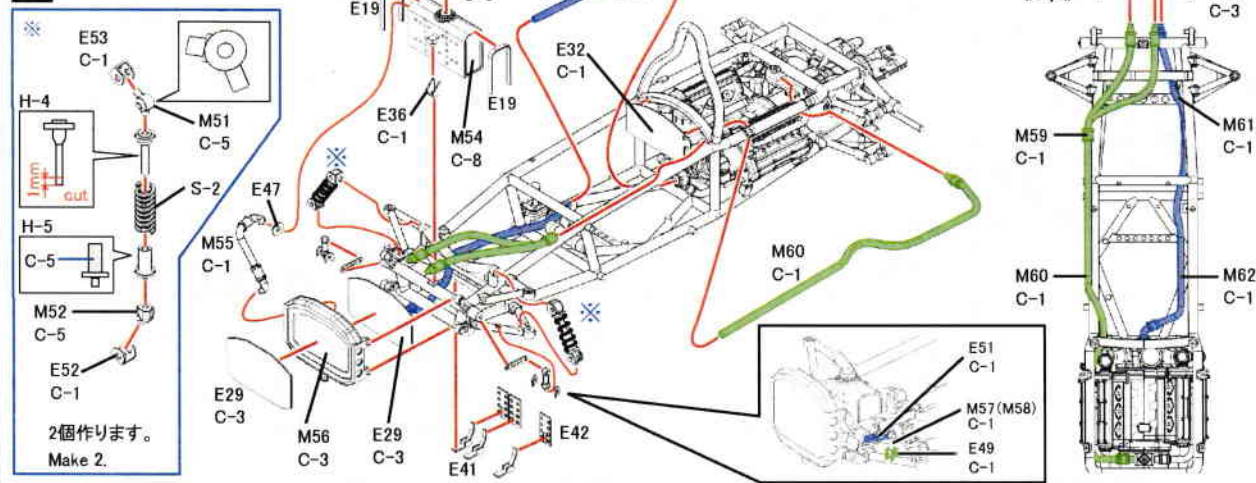 ※
E53
C-1
H-4
1mm
cut
M51
C-5
S-2
H-5
C-5
M52
C-5
E52
C-1
2個作ります。
Make 2.
E19
E36
C-1
M54
C-8
E19
E47
M55
C-1
※
E32
C-1
E29
C-3
M56
C-3
E29
C-3
E41
E42
※
M60
C-1
E51
C-1
M57(M58)
C-1
E49
C-1
C-3
M59
C-1
M61
C-1
M60
C-1
M62
C-1